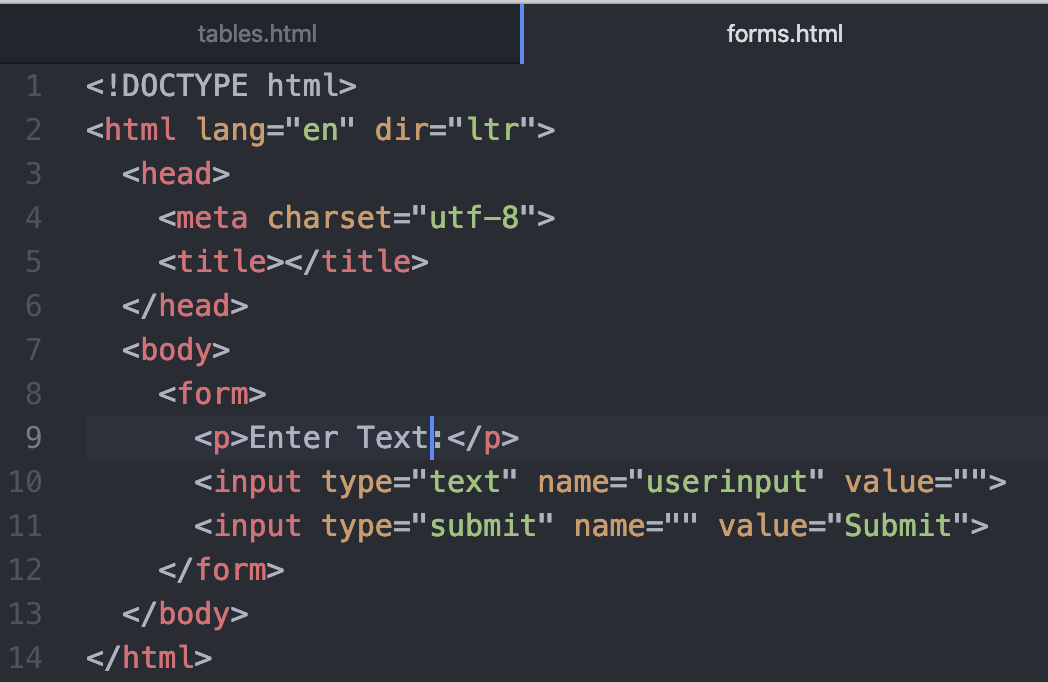 tables.html
forms.html
1 <!DOCTYPE html>
2 <html lang="en" dir="ltr">
3   <head>
4     <meta charset="utf-8">
5     <title></title>
6   </head>
7   <body>
8     <form>
9       <p>Enter Text:</p>
10       <input type="text" name="userinput" value="">
11       <input type="submit" name="" value="Submit">
12     </form>
13   </body>
14 </html>